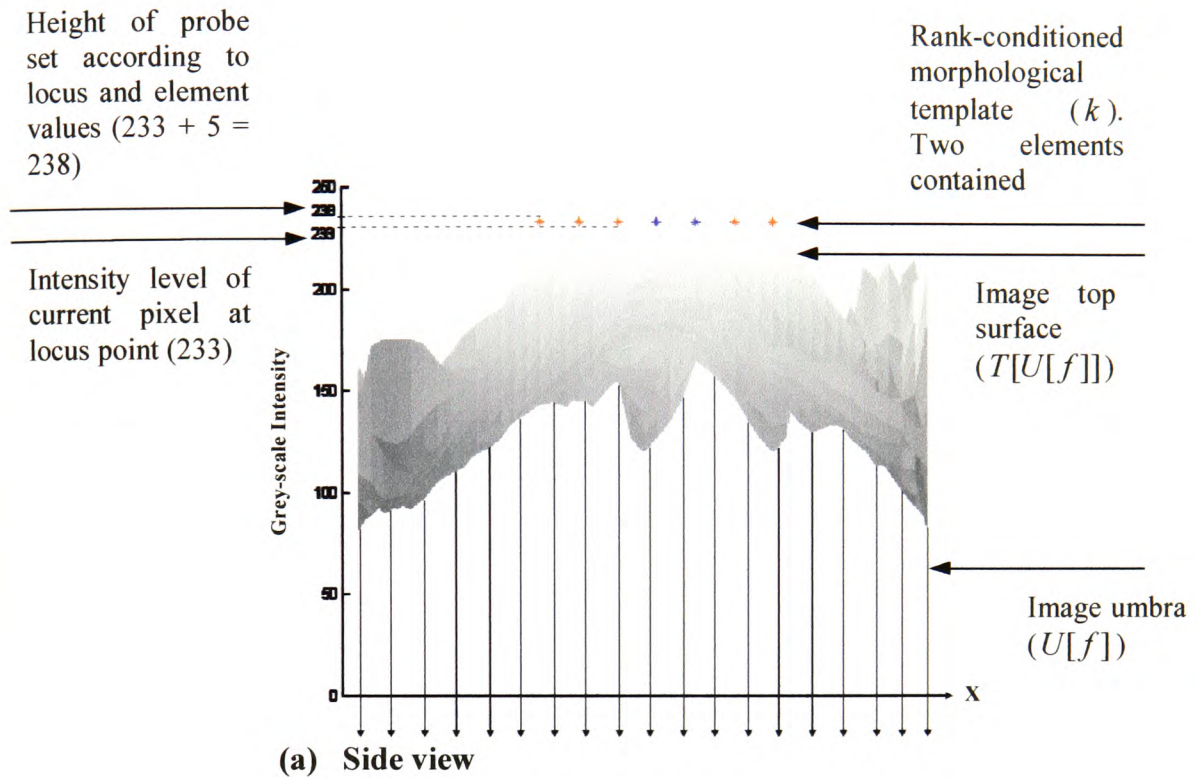 Height of probe
set according to
locus and element
values (233 + 5 =
238)
Rank-conditioned
morphological
template (k).
Two elements
contained
Intensity level of
current pixel at
locus point (233)
Image top
surface
(T[U[f]])
Image umbra
(U[f])
Grey-scale Intensity
250
238
233
200
150
100
50
0
X
(a) Side view